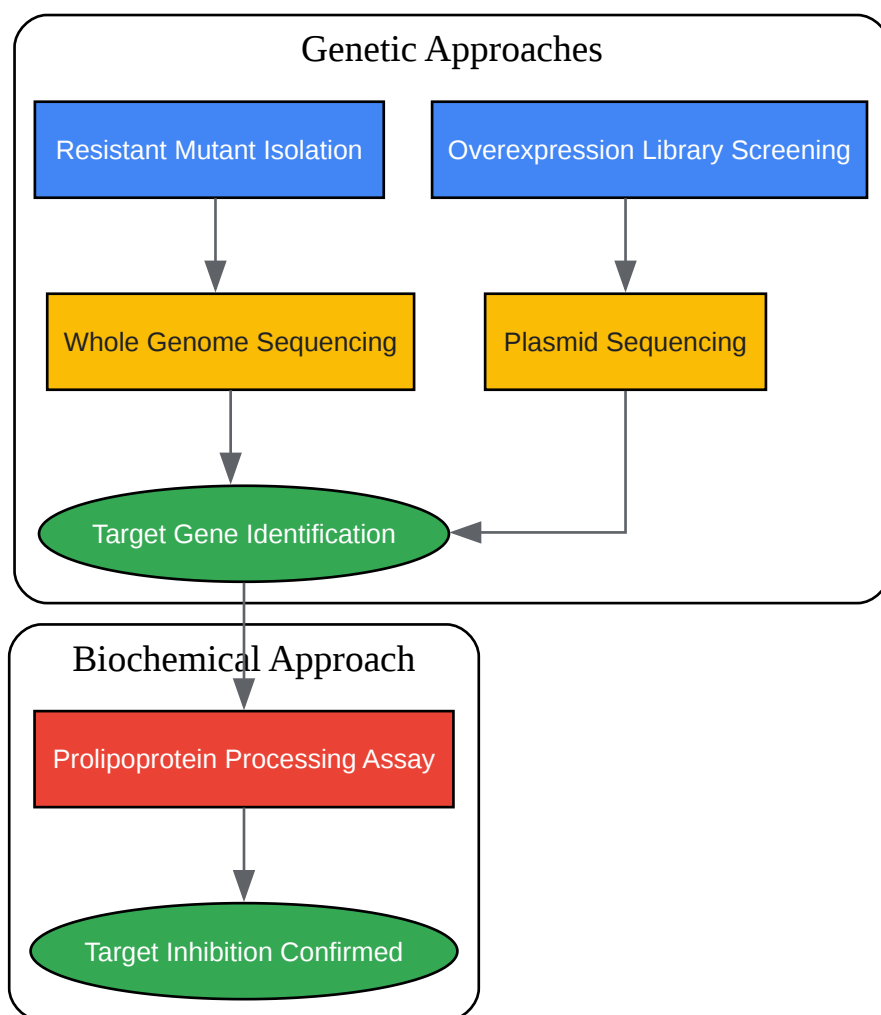 Genetic Approaches
Resistant Mutant Isolation
Overexpression Library Screening
Whole Genome Sequencing
Plasmid Sequencing
Target Gene Identification
Biochemical Approach
Prolipoprotein Processing Assay
Target Inhibition Confirmed